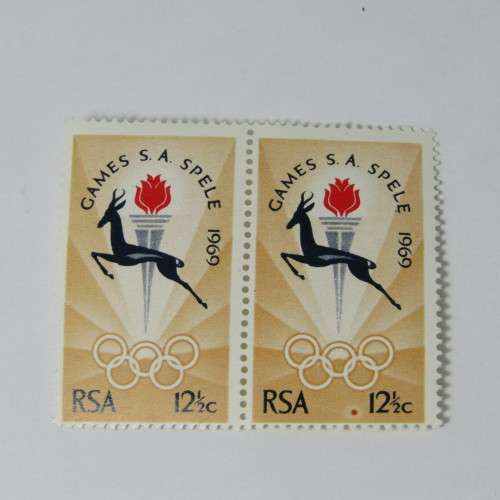 GAMES S. A. SPELE 1969
RSA 12½c
GAMES S. A. SPELE 1969
RSA 12½c